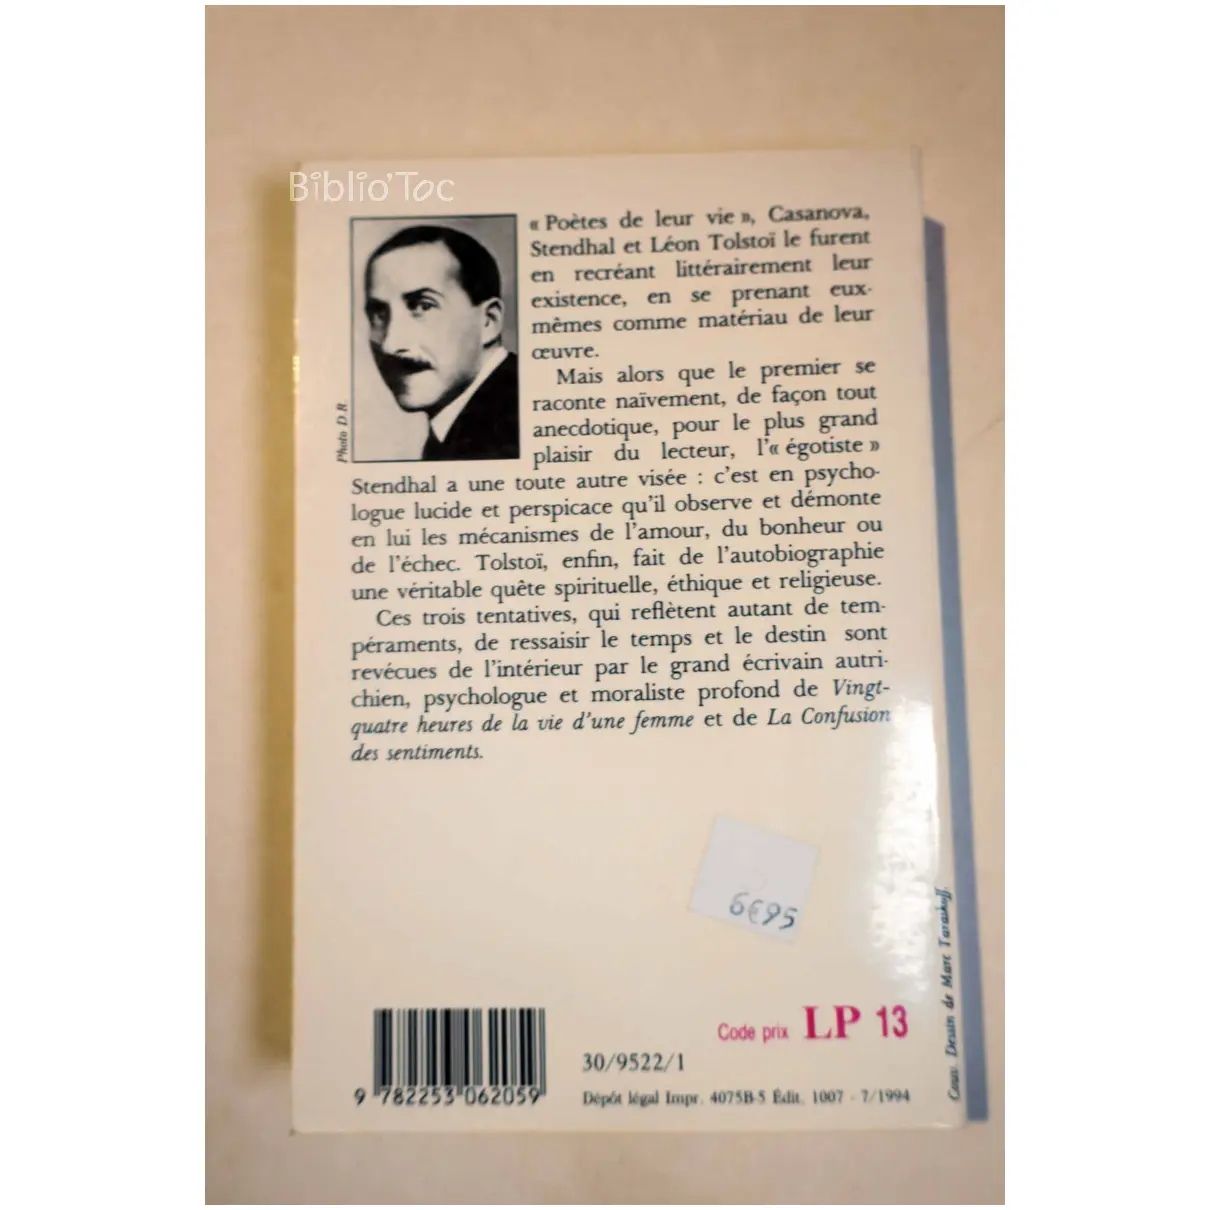 Biblio'Toc
« Poètes de leur vie », Casanova,
Stendhal et Léon Tolstoï le furent
en recréant littérairement leur
existence, en se prenant eux-
mêmes comme matériau de leur
œuvre.
Mais alors que le premier se
raconte naïvement, de façon tout
anecdotique, pour le plus grand
plaisir du lecteur, l'« égotiste »
Stendhal a une toute autre visée : c'est en psycho-
logue lucide et perspicace qu'il observe et démonte
en lui les mécanismes de l'amour, du bonheur ou
de l'échec. Tolstoï, enfin, fait de l'autobiographie
une véritable quête spirituelle, éthique et religieuse.
Ces trois tentatives, qui reflètent autant de tem-
péraments, de ressaisir le temps et le destin sont
revécues de l'intérieur par le grand écrivain autri-
chien, psychologue et moraliste profond de Vingt-
quatre heures de la vie d'une femme et de La Confusion
des sentiments.
Photo D.R.
6€95
Code prix LP 13
30/9522/1
9 782253 062059
Dépôt légal Impr. 4075B-5 Édit. 1007 - 7/1994
Couv. Dessin de Marc Taraskoff.